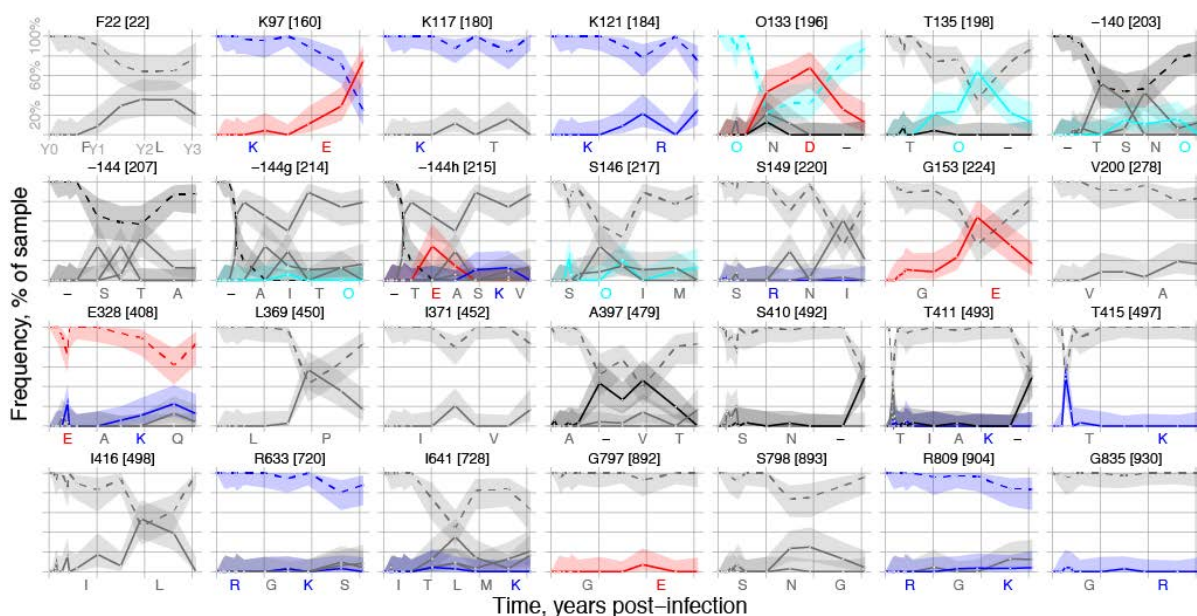 F22 [22] K97 [160] K117 [180] K121 [184] O133 [196] T135 [198] −140 [203]
100%
60%
20%
F L K E K T K R O N D − T O − − T S N O
Y0 Y1 Y2 Y3
−144 [207] −144g [214] −144h [215] S146 [217] S149 [220] G153 [224] V200 [278]
− S T A − A I T O − T E A S K V S O I M S R N I G E V A
E328 [408] L369 [450] I371 [452] A397 [479] S410 [492] T411 [493] T415 [497]
E A K Q L P I V A − V T S N − T I A K − T K
I416 [498] R633 [720] I641 [728] G797 [892] S798 [893] R809 [904] G835 [930]
I L R G K S I T L M K G E S N G R G K G R
Frequency, % of sample
Time, years post−infection